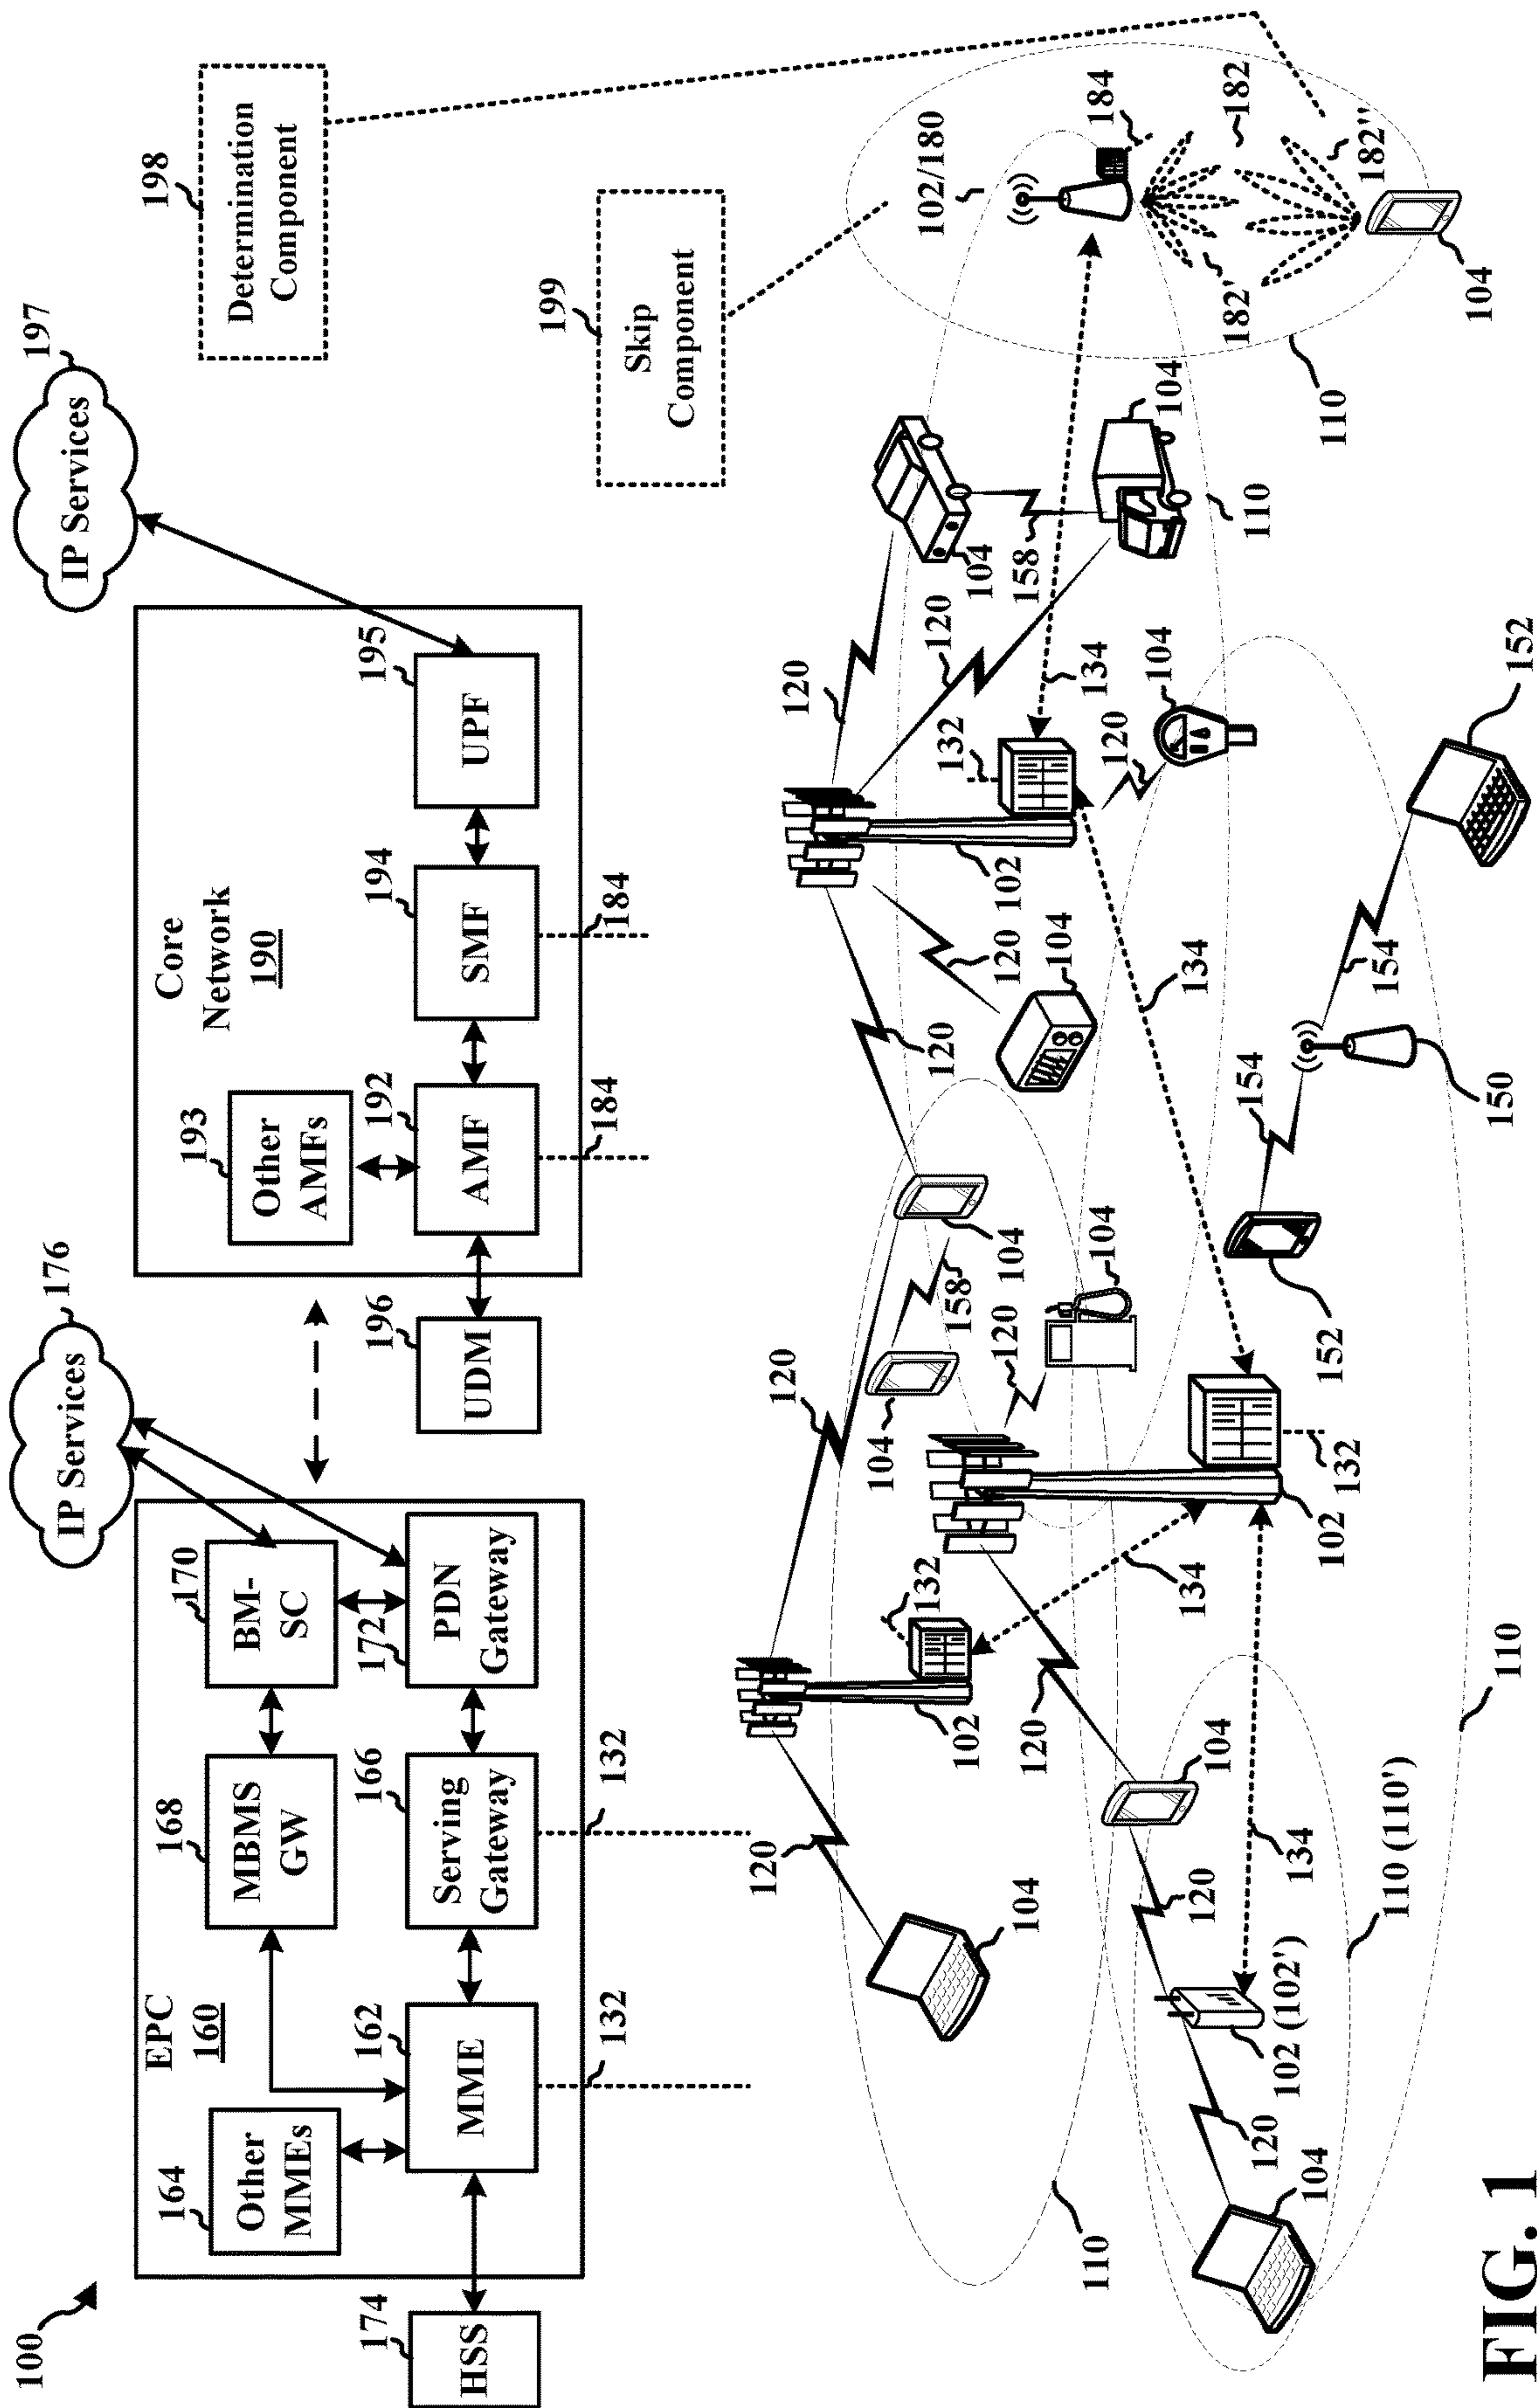 100
EPC
160
174
HSS
164
Other
MMEs
162
MME
168
MBMS
GW
166
Serving
Gateway
170
BM-
SC
172
PDN
Gateway
132
132
176
IP Services
Core
Network
190
196
UDM
193
Other
AMFs
192
AMF
194
SMF
195
UPF
184
184
197
IP Services
198
Determination
Component
199
Skip
Component
110
120
104
102
132
120
104
158
104
120
104
134
120
120
104
120
102
132
120
104
134
120
104
158
104
110
134
102/180
184
182'
182
182"
104
110
104
120
102 (102')
120
104
120
134
110 (110')
110
102
132
134
152
154
150
154
152
FIG. 1